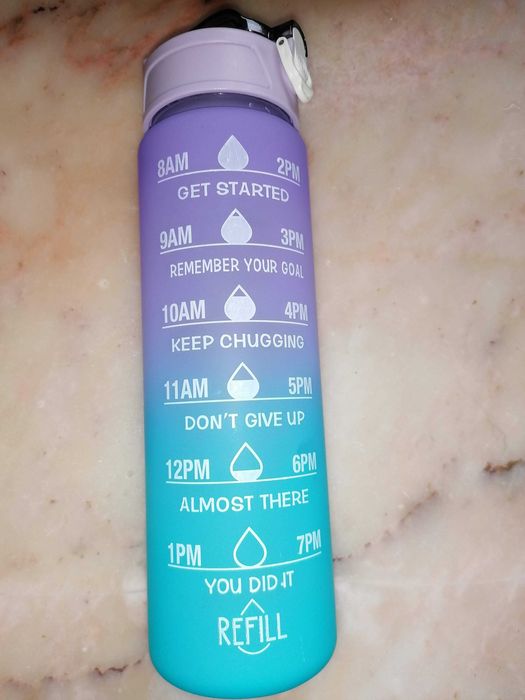 8AM 2PM
GET STARTED
9AM 3PM
REMEMBER YOUR GOAL
10AM 4PM
KEEP CHUGGING
11AM 5PM
DON'T GIVE UP
12PM 6PM
ALMOST THERE
1PM 7PM
YOU DID IT
REFILL